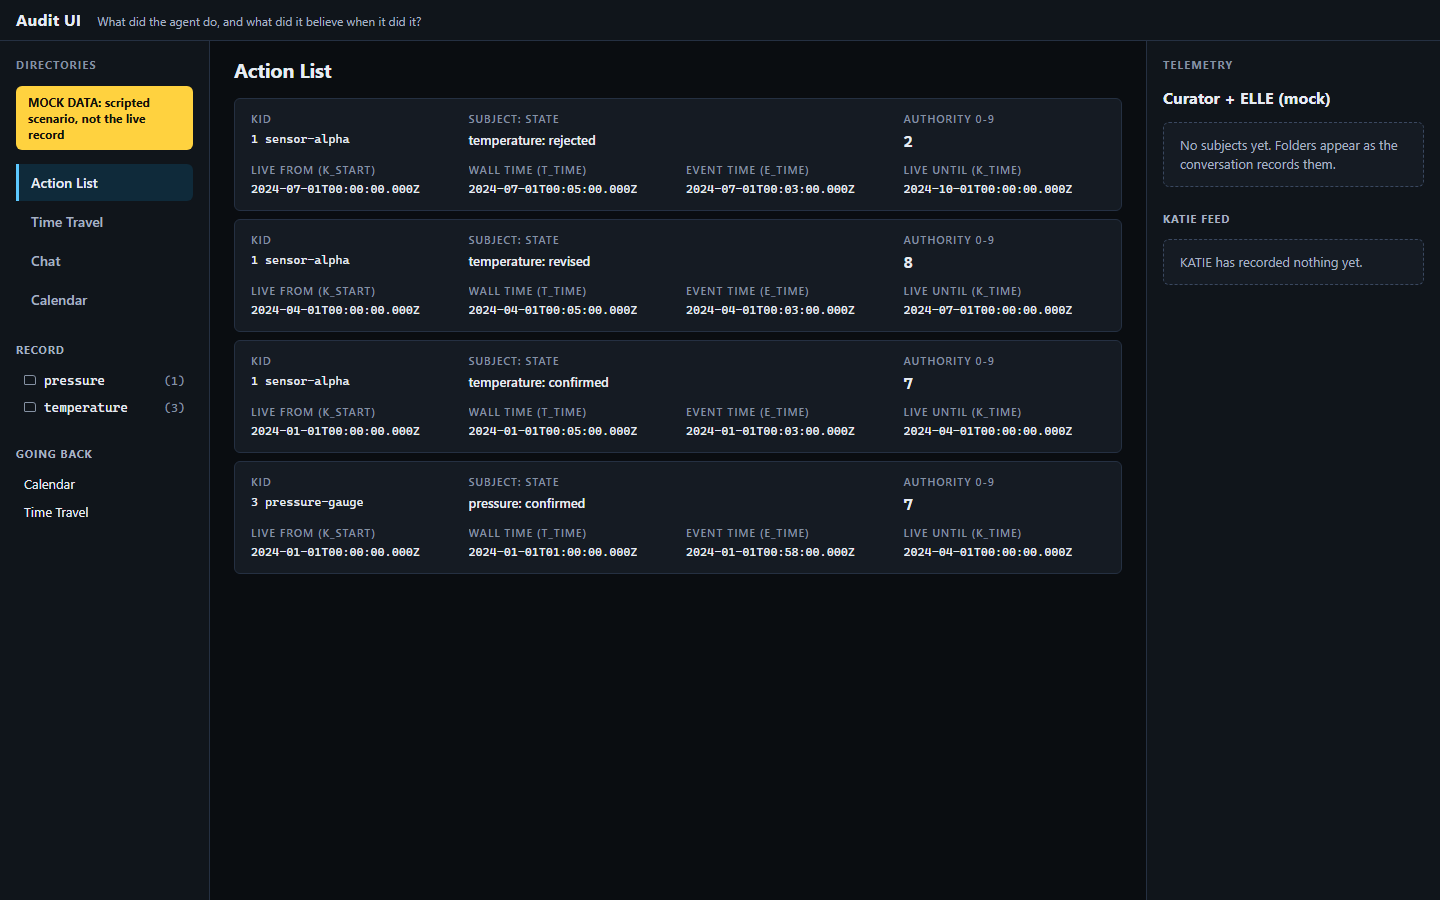 Audit UI What did the agent do, and what did it believe when it did it?
DIRECTORIES
MOCK DATA: scripted
scenario, not the live
record
Action List
Time Travel
Chat
Calendar
RECORD
pressure (1)
temperature (3)
GOING BACK
Calendar
Time Travel
Action List
KID SUBJECT: STATE AUTHORITY 0-9
1 sensor-alpha temperature: rejected 2
LIVE FROM (K_START) WALL TIME (T_TIME) EVENT TIME (E_TIME) LIVE UNTIL (K_TIME)
2024-07-01T00:00:00.000Z 2024-07-01T00:05:00.000Z 2024-07-01T00:03:00.000Z 2024-10-01T00:00:00.000Z
KID SUBJECT: STATE AUTHORITY 0-9
1 sensor-alpha temperature: revised 8
LIVE FROM (K_START) WALL TIME (T_TIME) EVENT TIME (E_TIME) LIVE UNTIL (K_TIME)
2024-04-01T00:00:00.000Z 2024-04-01T00:05:00.000Z 2024-04-01T00:03:00.000Z 2024-07-01T00:00:00.000Z
KID SUBJECT: STATE AUTHORITY 0-9
1 sensor-alpha temperature: confirmed 7
LIVE FROM (K_START) WALL TIME (T_TIME) EVENT TIME (E_TIME) LIVE UNTIL (K_TIME)
2024-01-01T00:00:00.000Z 2024-01-01T00:05:00.000Z 2024-01-01T00:03:00.000Z 2024-04-01T00:00:00.000Z
KID SUBJECT: STATE AUTHORITY 0-9
3 pressure-gauge pressure: confirmed 7
LIVE FROM (K_START) WALL TIME (T_TIME) EVENT TIME (E_TIME) LIVE UNTIL (K_TIME)
2024-01-01T00:00:00.000Z 2024-01-01T01:00:00.000Z 2024-01-01T00:58:00.000Z 2024-04-01T00:00:00.000Z
TELEMETRY
Curator + ELLE (mock)
No subjects yet. Folders appear as the
conversation records them.
KATIE FEED
KATIE has recorded nothing yet.